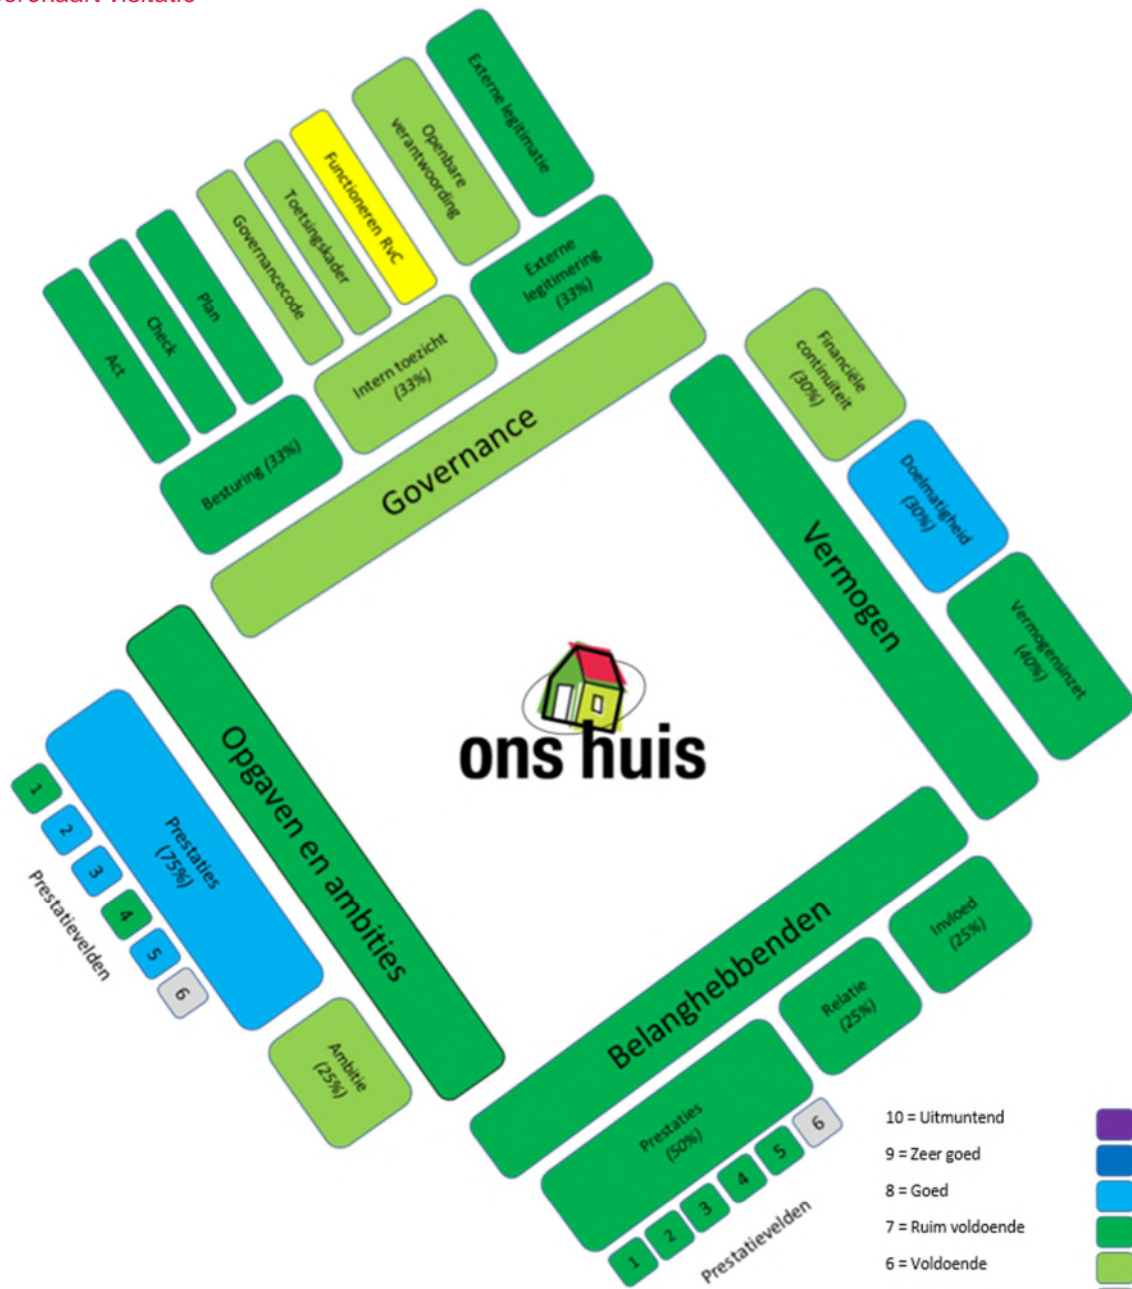 visitatie
Externe legitimatie
Openbare
verantwoording
Functioneren RvC
Toetsingskader
Governancecode
Plan
Check
Act
Externe
legitimering
(33%)
Intern toezicht
(33%)
Besturing (33%)
Governance
Financiële
continuïteit
(30%)
Doelmatigheid
(30%)
Vermogensinzet
(40%)
Vermogen
ons huis
Opgaven en ambities
Prestaties
(75%)
1
2
3
4
5
6
Prestatievelden
Ambitie
(25%)
Belanghebbenden
Invloed
(25%)
Relatie
(25%)
Prestaties
(50%)
1
2
3
4
5
6
Prestatievelden
10 = Uitmuntend
9 = Zeer goed
8 = Goed
7 = Ruim voldoende
6 = Voldoende